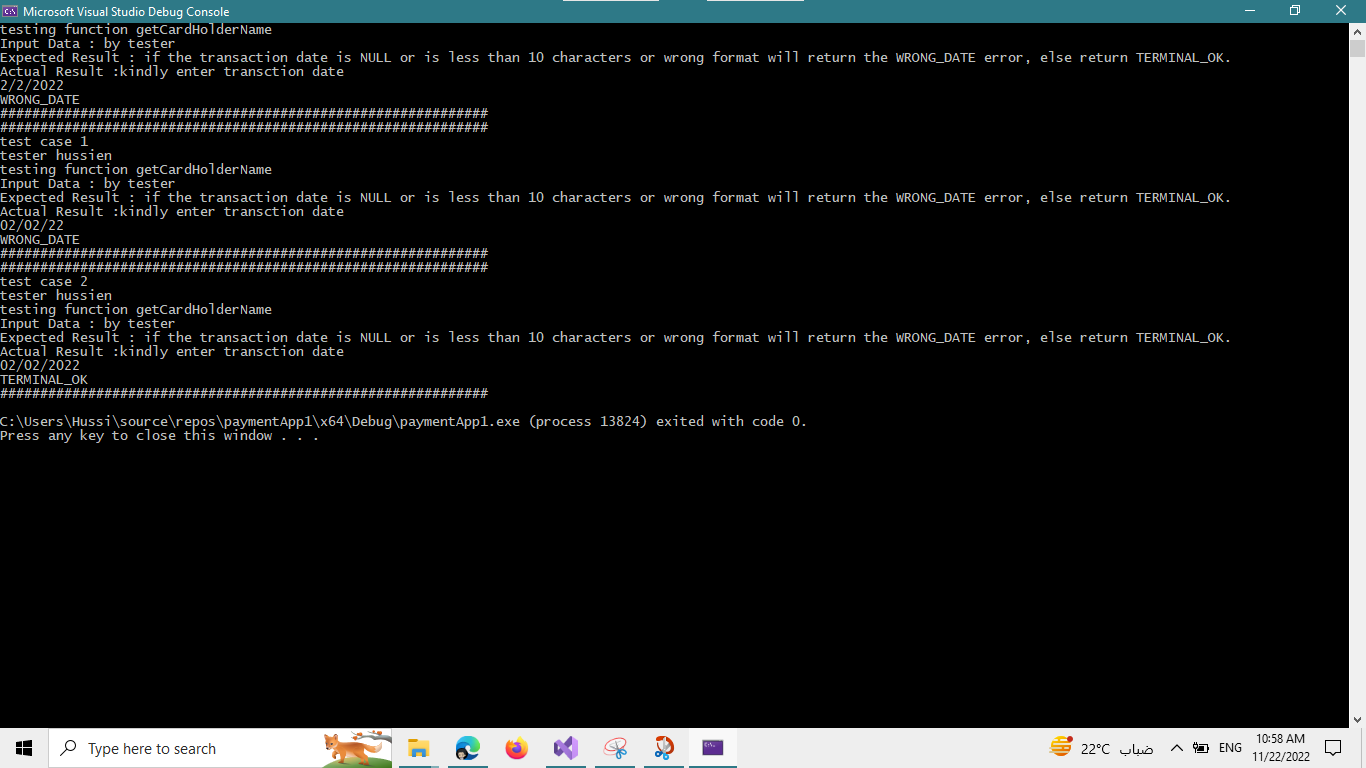 Microsoft Visual Studio Debug Console
testing function getCardHolderName
Input Data : by tester
Expected Result : if the transaction date is NULL or is less than 10 characters or wrong format will return the WRONG_DATE error, else return TERMINAL_OK.
Actual Result :kindly enter transction date
2/2/2022
WRONG_DATE
#############################################################
#############################################################
test case 1
tester hussien
testing function getCardHolderName
Input Data : by tester
Expected Result : if the transaction date is NULL or is less than 10 characters or wrong format will return the WRONG_DATE error, else return TERMINAL_OK.
Actual Result :kindly enter transction date
02/02/22
WRONG_DATE
#############################################################
#############################################################
test case 2
tester hussien
testing function getCardHolderName
Input Data : by tester
Expected Result : if the transaction date is NULL or is less than 10 characters or wrong format will return the WRONG_DATE error, else return TERMINAL_OK.
Actual Result :kindly enter transction date
02/02/2022
TERMINAL_OK
#############################################################
C:\Users\Hussi\source\repos\paymentApp1\x64\Debug\paymentApp1.exe (process 13824) exited with code 0.
Press any key to close this window . . .
Type here to search
22°C ضباب
ENG
10:58 AM
11/22/2022